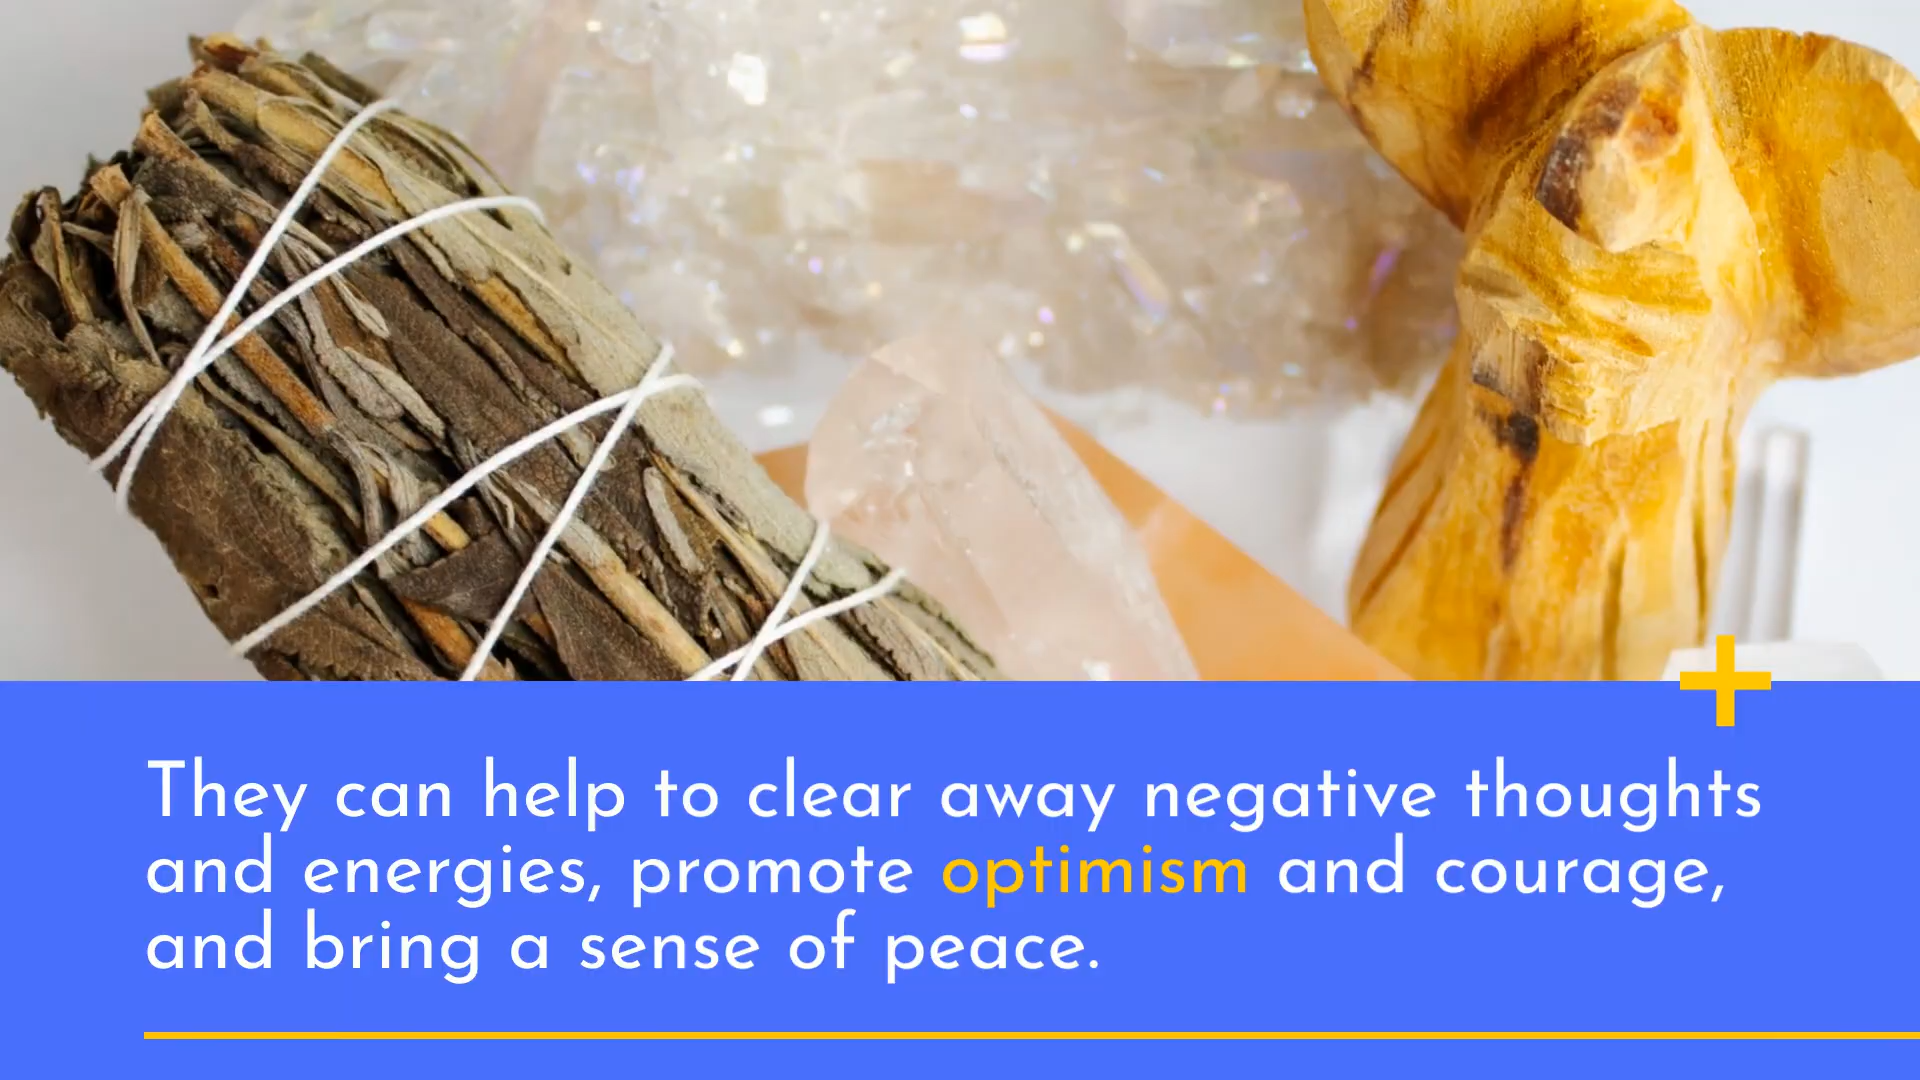 They can help to clear away negative thoughts
and energies, promote optimism and courage,
and bring a sense of peace.